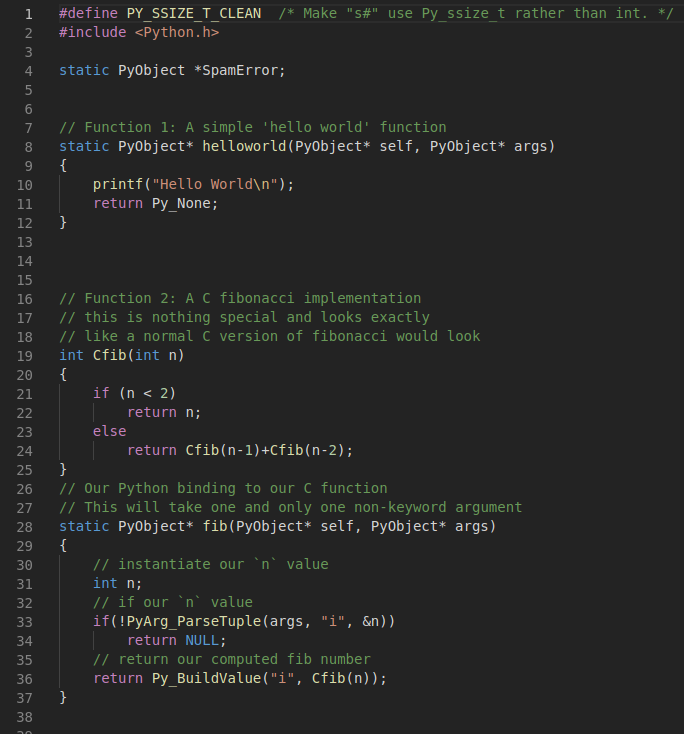 1 #define PY_SSIZE_T_CLEAN  /* Make "s#" use Py_ssize_t rather than int. */
2 #include <Python.h>
3
4 static PyObject *SpamError;
5
6
7 // Function 1: A simple 'hello world' function
8 static PyObject* helloworld(PyObject* self, PyObject* args)
9 {
10     printf("Hello World\n");
11     return Py_None;
12 }
13
14
15
16 // Function 2: A C fibonacci implementation
17 // this is nothing special and looks exactly
18 // like a normal C version of fibonacci would look
19 int Cfib(int n)
20 {
21     if (n < 2)
22         return n;
23     else
24         return Cfib(n-1)+Cfib(n-2);
25 }
26 // Our Python binding to our C function
27 // This will take one and only one non-keyword argument
28 static PyObject* fib(PyObject* self, PyObject* args)
29 {
30     // instantiate our `n` value
31     int n;
32     // if our `n` value
33     if(!PyArg_ParseTuple(args, "i", &n))
34         return NULL;
35     // return our computed fib number
36     return Py_BuildValue("i", Cfib(n));
37 }
38